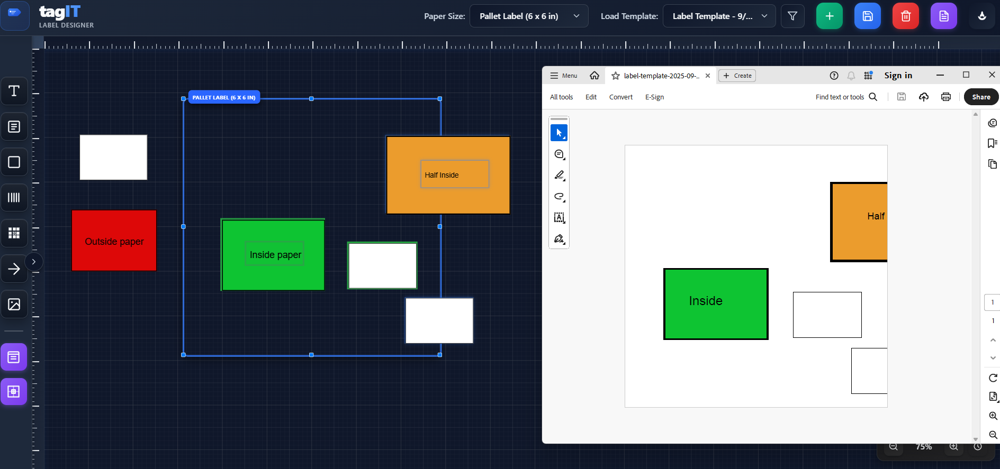 tagIT
LABEL DESIGNER
Paper Size:
Pallet Label (6 x 6 in)
Load Template:
Label Template - 9/...
PALLET LABEL (6 X 6 IN)
Half Inside
Outside paper
Inside paper
Menu
label-template-2025-09-...
Create
Sign in
All tools
Edit
Convert
E-Sign
Find text or tools
Share
Half
Inside
1
1
75%